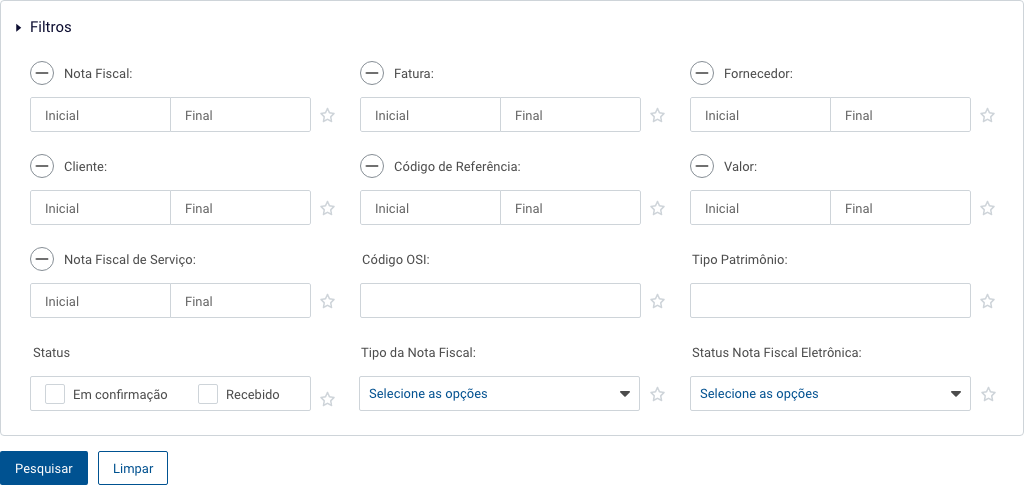 Filtros
Nota Fiscal: Fatura: Fornecedor:
Inicial Final Inicial Final Inicial Final
Cliente: Código de Referência: Valor:
Inicial Final Inicial Final Inicial Final
Nota Fiscal de Serviço: Código OSI: Tipo Patrimônio:
Inicial Final
Status Tipo da Nota Fiscal: Status Nota Fiscal Eletrônica:
Em confirmação Recebido Selecione as opções Selecione as opções
Pesquisar Limpar